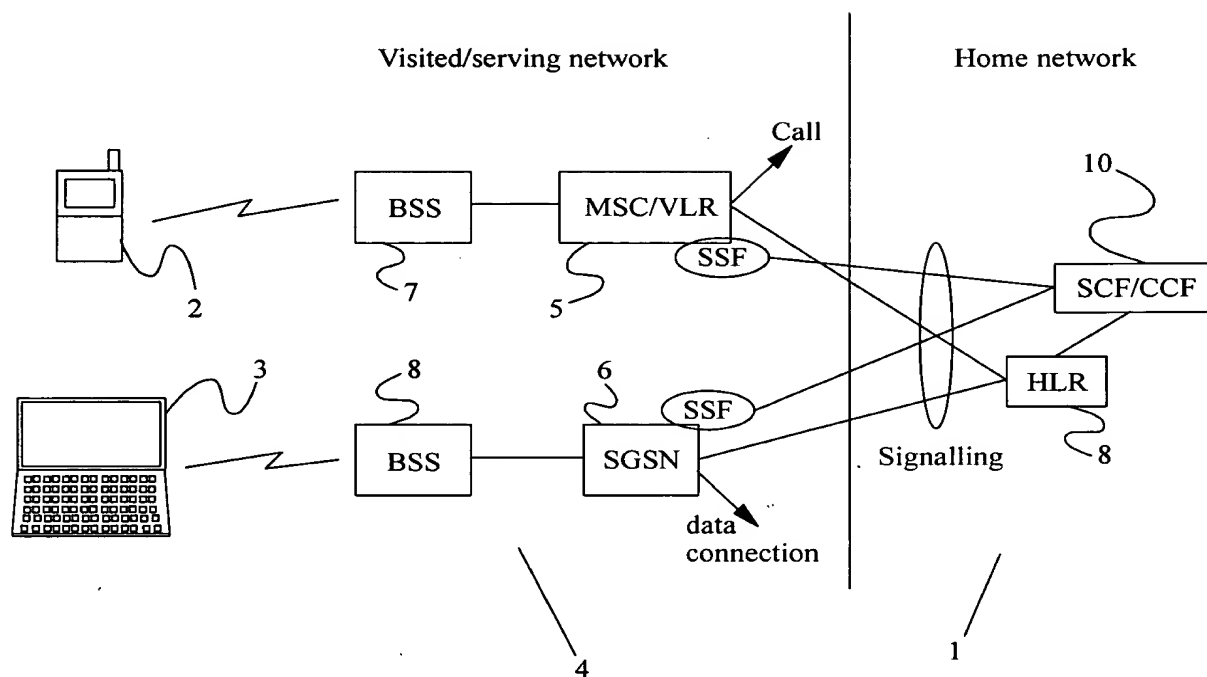 Visited/serving network
Home network
Call
10
BSS
MSC/VLR
SSF
SCF/CCF
2
7
5
3
8
6
SSF
HLR
BSS
SGSN
Signalling
8
data
connection
4
1